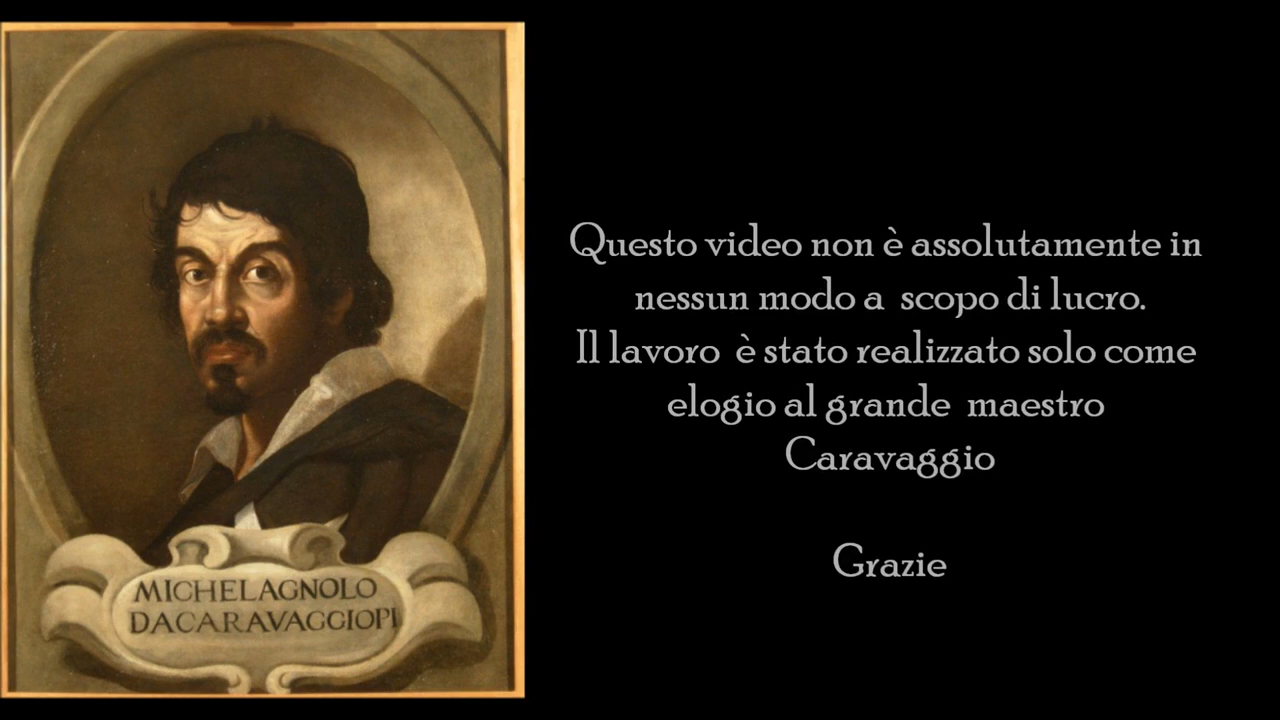 MICHELAGNOLO
DACARAVAGGIOPI
Questo video non è assolutamente in
nessun modo a scopo di lucro.
Il lavoro è stato realizzato solo come
elogio al grande maestro
Caravaggio
Grazie